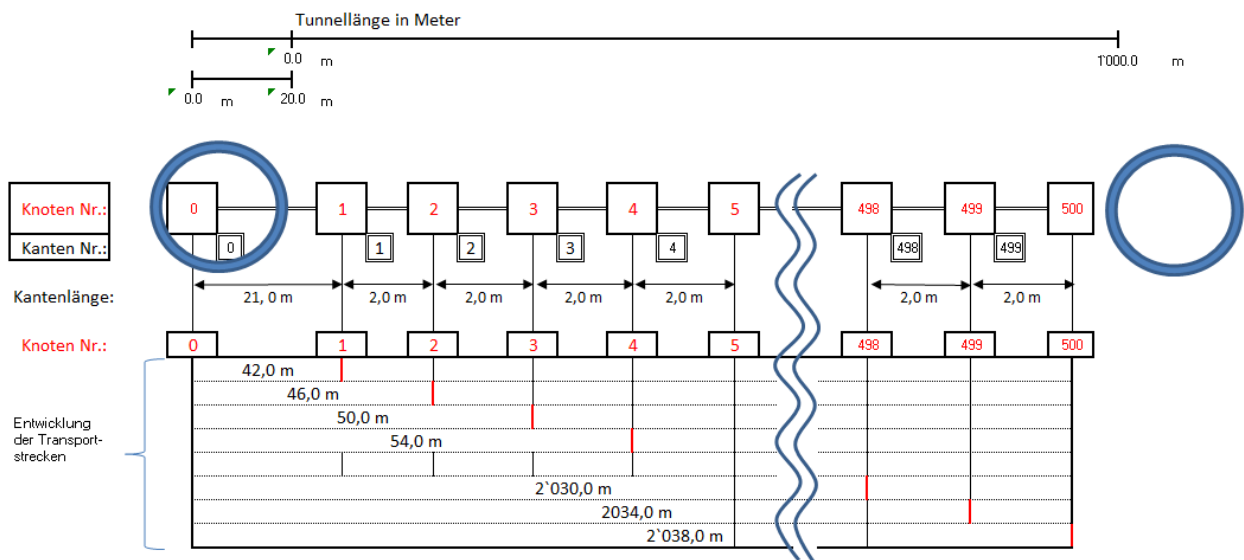 Tunnellänge in Meter
0.0 m 1'000.0 m
0.0 m 20.0 m
Knoten Nr.: 0 1 2 3 4 5 498 499 500
Kanten Nr.: 0 1 2 3 4 498 499
Kantenlänge: 21, 0 m 2,0 m 2,0 m 2,0 m 2,0 m 2,0 m 2,0 m
Knoten Nr.: 0 1 2 3 4 5 498 499 500
42,0 m
46,0 m
50,0 m
54,0 m
Entwicklung
der Transport-
strecken
2`030,0 m
2034,0 m
2`038,0 m